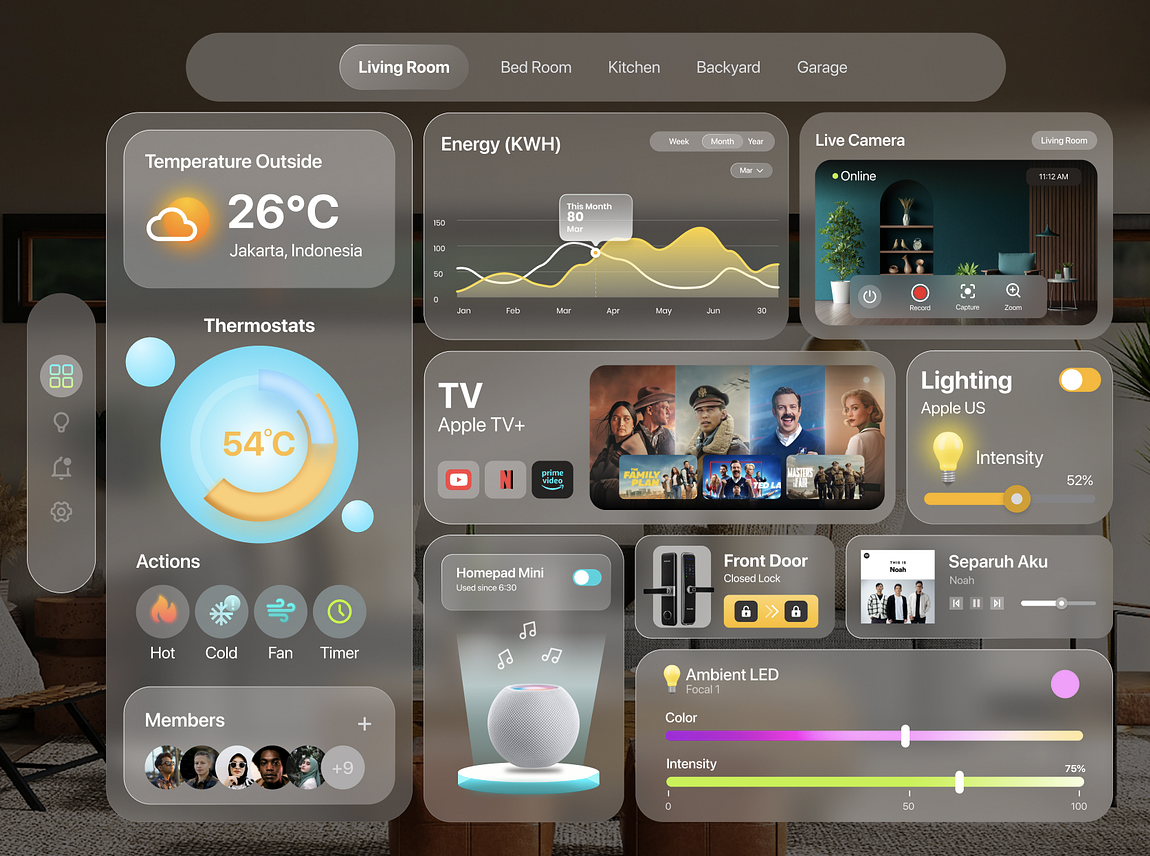 Living Room
Bed Room
Kitchen
Backyard
Garage
Temperature Outside
26°C
Jakarta, Indonesia
Thermostats
54°C
Actions
Hot
Cold
Fan
Timer
Members
+
+9
Energy (KWH)
Week
Month
Year
Mar
This Month
80
Mar
150
100
50
0
Jan
Feb
Mar
Apr
May
Jun
30
Live Camera
Living Room
Online
11:12 AM
Record
Capture
Zoom
TV
Apple TV+
N
prime
video
THE
FAMILY
PLAN
TED LA
MASTERS
OF THE AIR
Lighting
Apple US
Intensity
52%
Homepad Mini
Used since 6:30
Front Door
Closed Lock
THIS IS
Noah
Separuh Aku
Noah
Ambient LED
Focal 1
Color
Intensity
75%
0
50
100